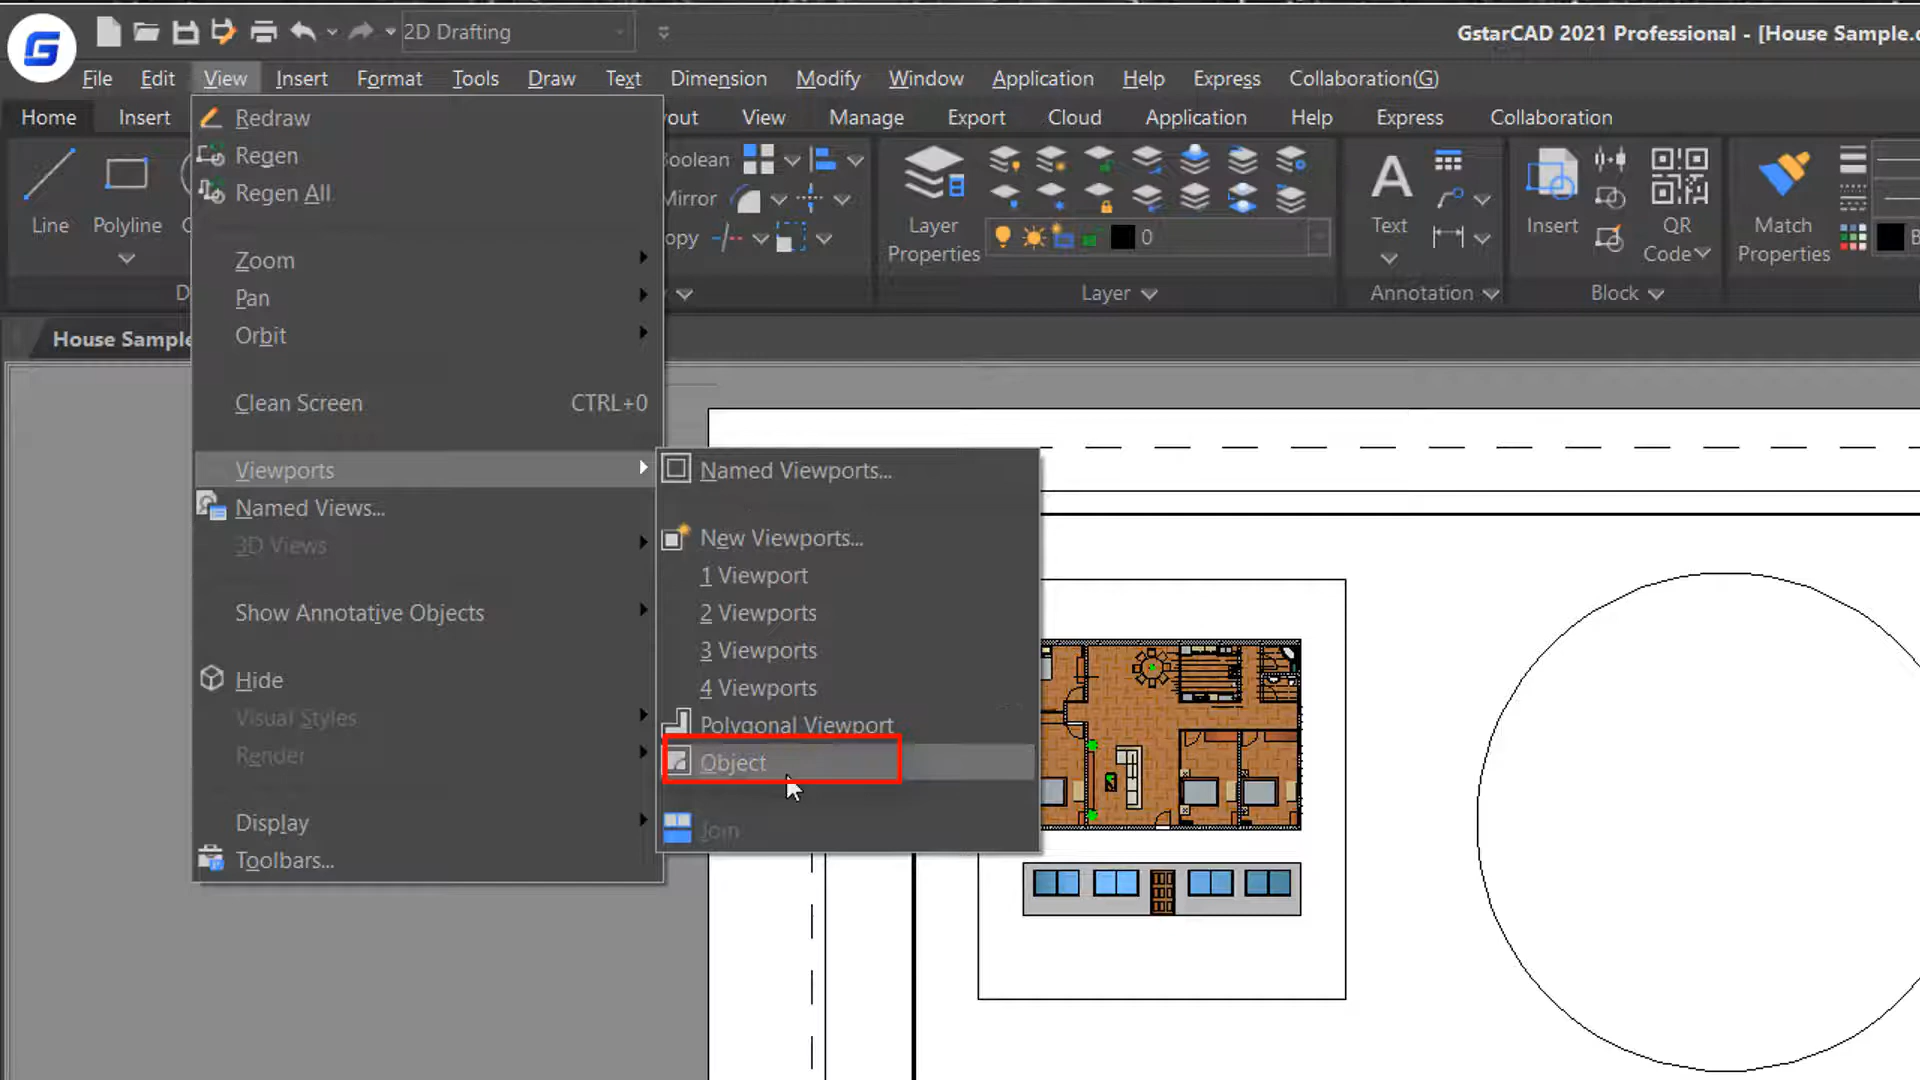 2D Drafting
GstarCAD 2021 Professional - [House Sample.
File Edit View Insert Format Tools Draw Text Dimension Modify Window Application Help Express Collaboration(G)
Home Insert out View Manage Export Cloud Application Help Express Collaboration
Redraw
Regen
Regen All
Zoom
Pan
Orbit
Clean Screen CTRL+0
Viewports
Named Views...
3D Views
Show Annotative Objects
Hide
Visual Styles
Render
Display
Toolbars...
Named Viewports...
New Viewports...
1 Viewport
2 Viewports
3 Viewports
4 Viewports
Polygonal Viewport
Object
Join
Line
Polyline
Boolean
Mirror
opy
Layer
Properties
0
Layer
Text
Annotation
Insert
QR
Code
Block
Match
Properties
House Sample